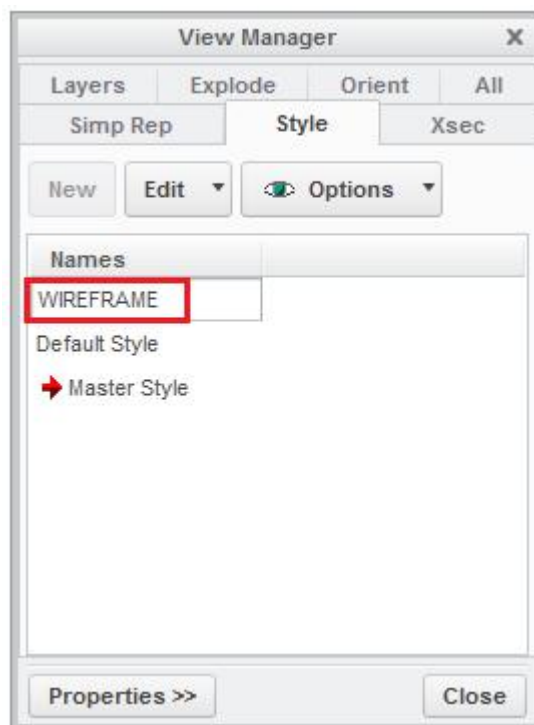 View Manager X
Layers Explode Orient All
Simp Rep Style Xsec
New Edit Options
Names
WIREFRAME
Default Style
Master Style
Properties >> Close